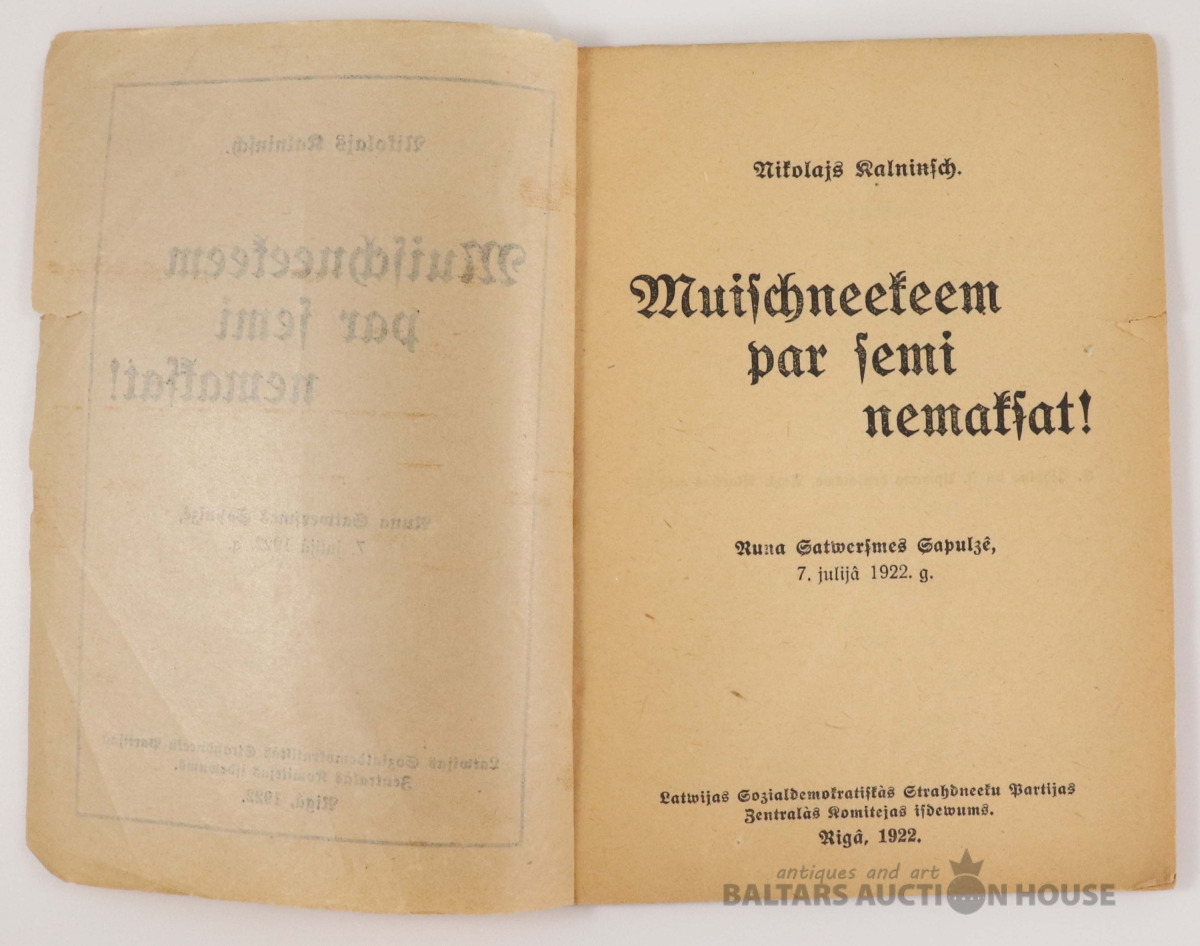 Nikolajs Kalninsch.
Muischneekeem
par semi
nemaksat!
Runa Satwersmes Sapulzê,
7. julijâ 1922. g.
Latwijas Sozialdemokratiskàs Strahdneeku Partijas
Zentralàs Komitejas isdewums.
Rigâ, 1922.
antiques and art
BALTARS AUCTION HOUSE